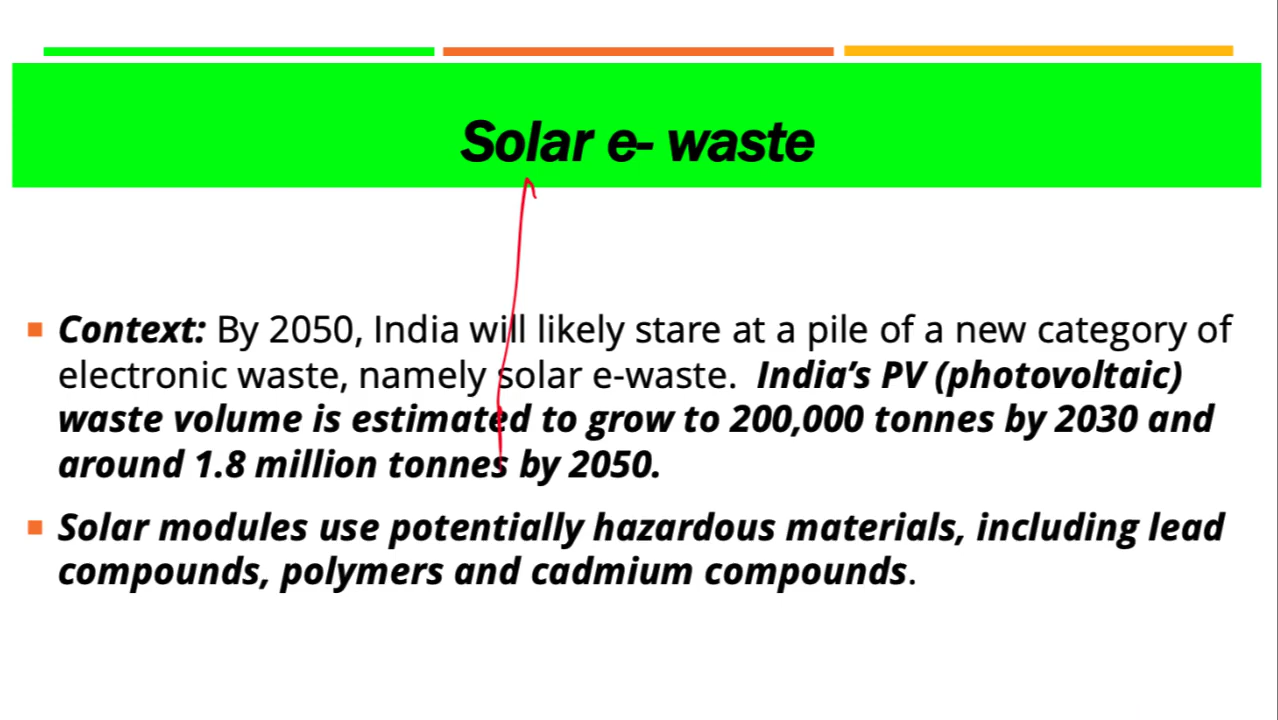 Solar e- waste
Context: By 2050, India will likely stare at a pile of a new category of
electronic waste, namely solar e-waste. India's PV (photovoltaic)
waste volume is estimated to grow to 200,000 tonnes by 2030 and
around 1.8 million tonnes by 2050.
Solar modules use potentially hazardous materials, including lead
compounds, polymers and cadmium compounds.